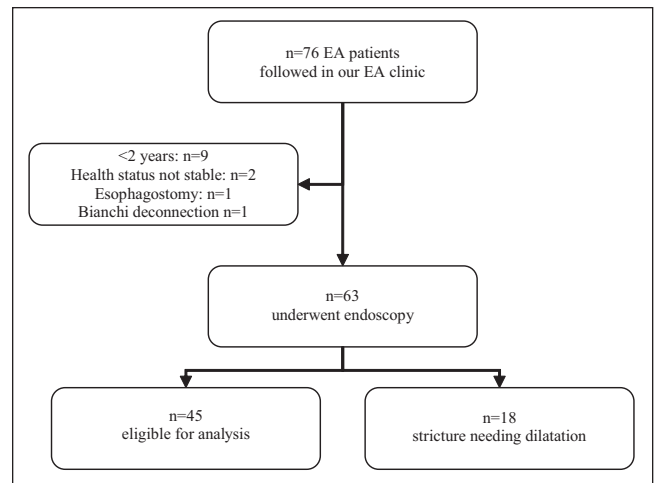 n=76 EA patients
followed in our EA clinic
<2 years: n=9
Health status not stable: n=2
Esophagostomy: n=1
Bianchi deconnection n=1
n=63
underwent endoscopy
n=45
eligible for analysis
n=18
stricture needing dilatation